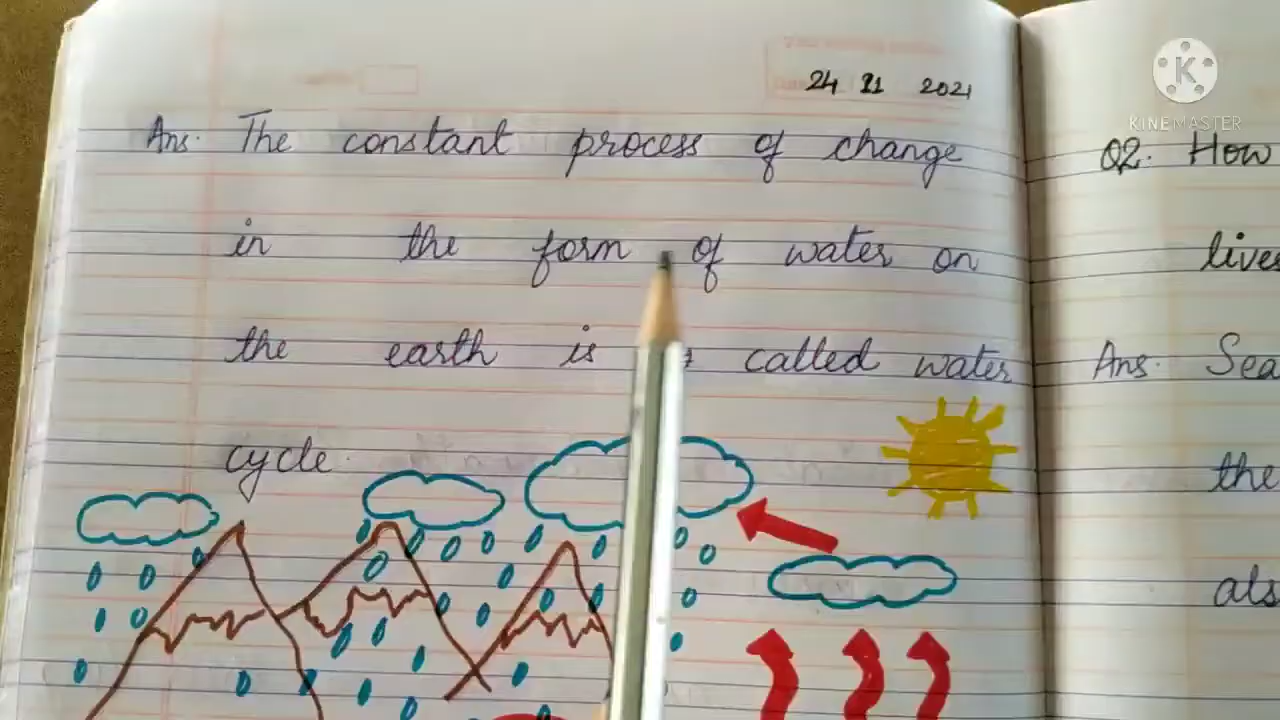 24 11 2021
Ans. The constant process of change
in the form of water on
the earth is called water
cycle.
Q2. How
lives
Ans. Sea
the
als
K
KINEMASTER